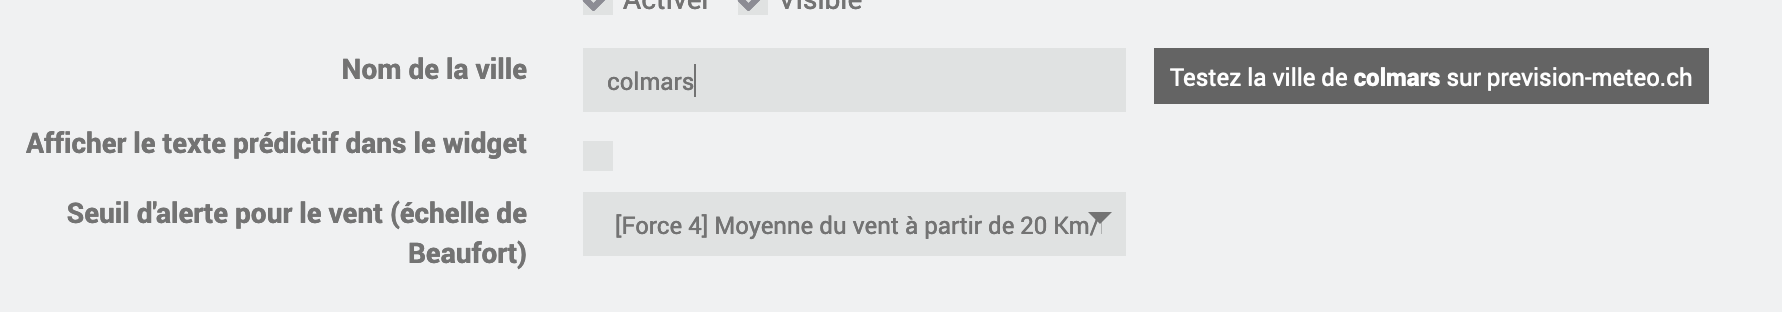 Activer Visible
Nom de la ville
colmars
Testez la ville de colmars sur prevision-meteo.ch
Afficher le texte prédictif dans le widget
Seuil d'alerte pour le vent (échelle de
Beaufort)
[Force 4] Moyenne du vent à partir de 20 Km/